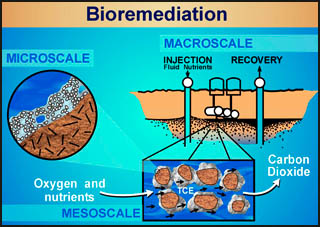 Bioremediation
MACROSCALE
MICROSCALE
INJECTION
Fluid Nutrients
RECOVERY
Oxygen and
nutrients
TCE
Carbon
Dioxide
MESOSCALE